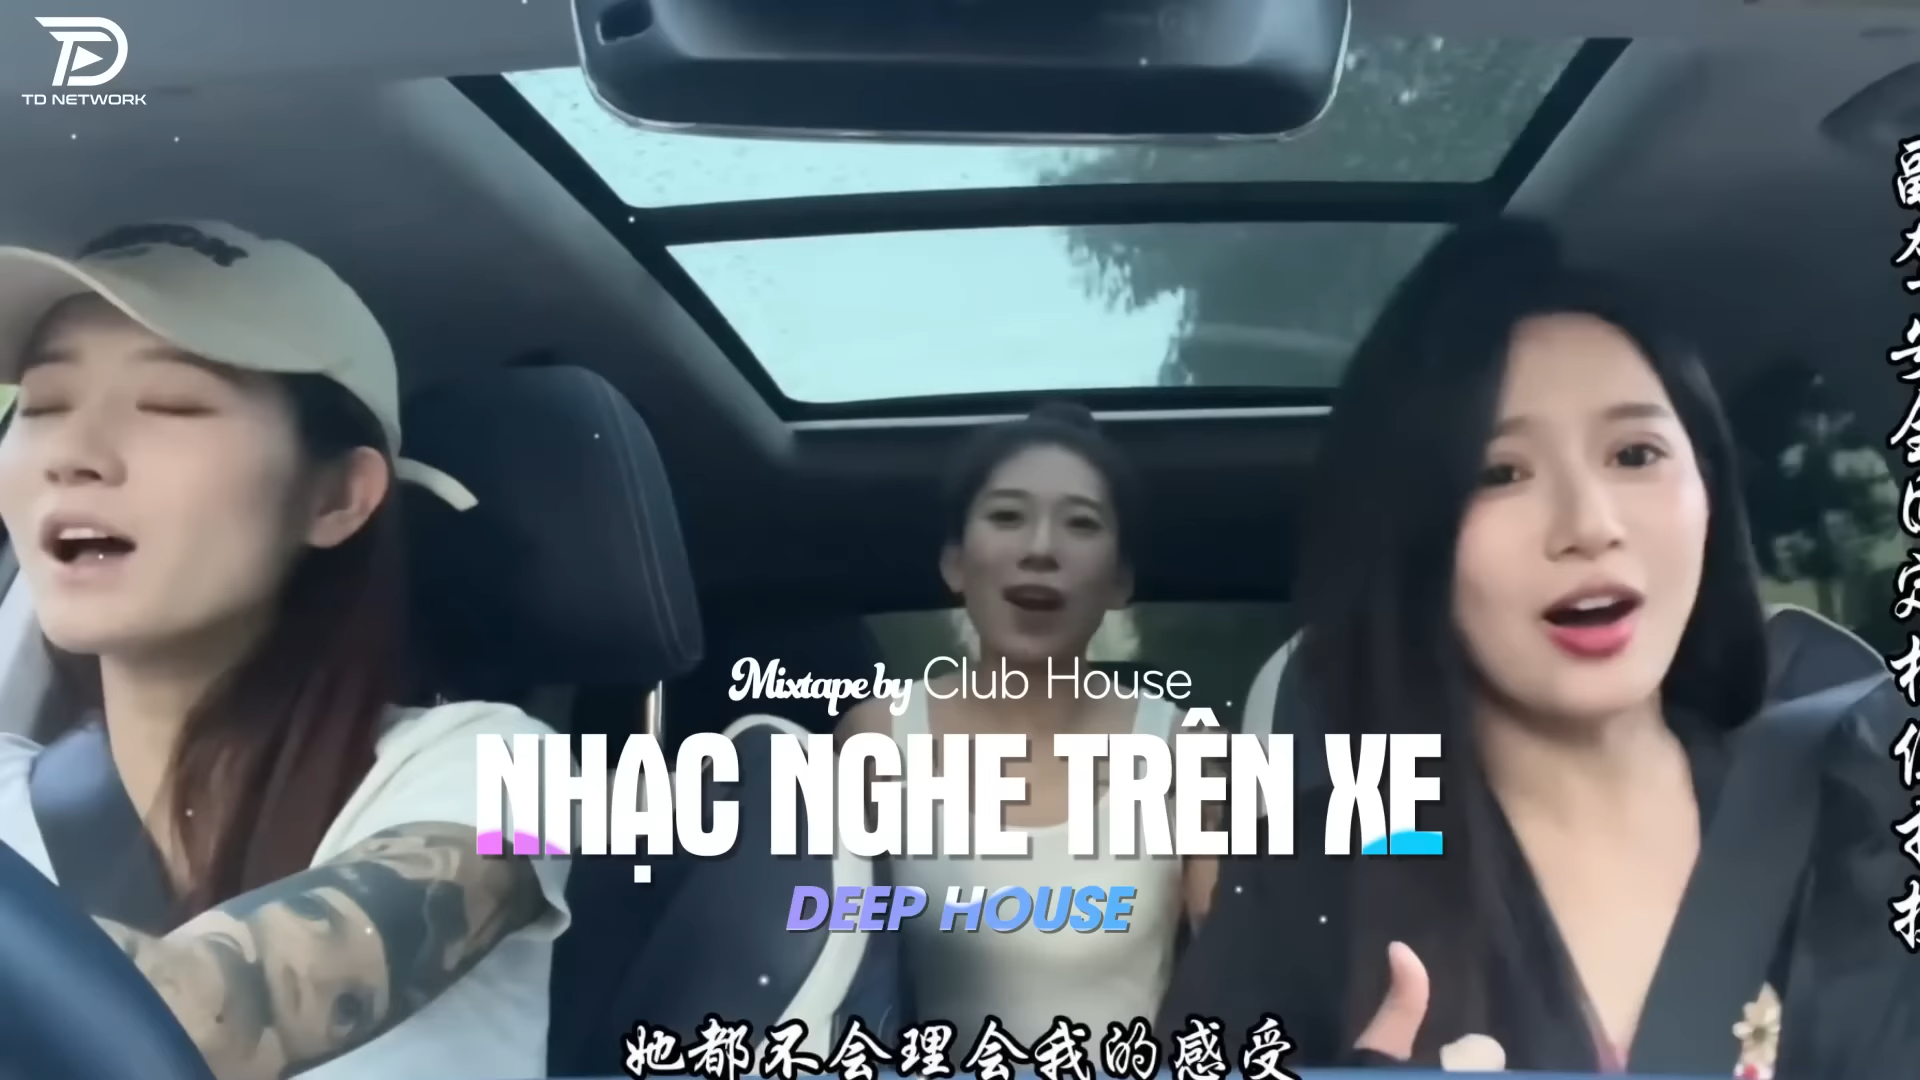 TD NETWORK
Mixtape by Club House
NHẠC NGHE TRÊN XE
DEEP HOUSE
她都不会理会我的感受